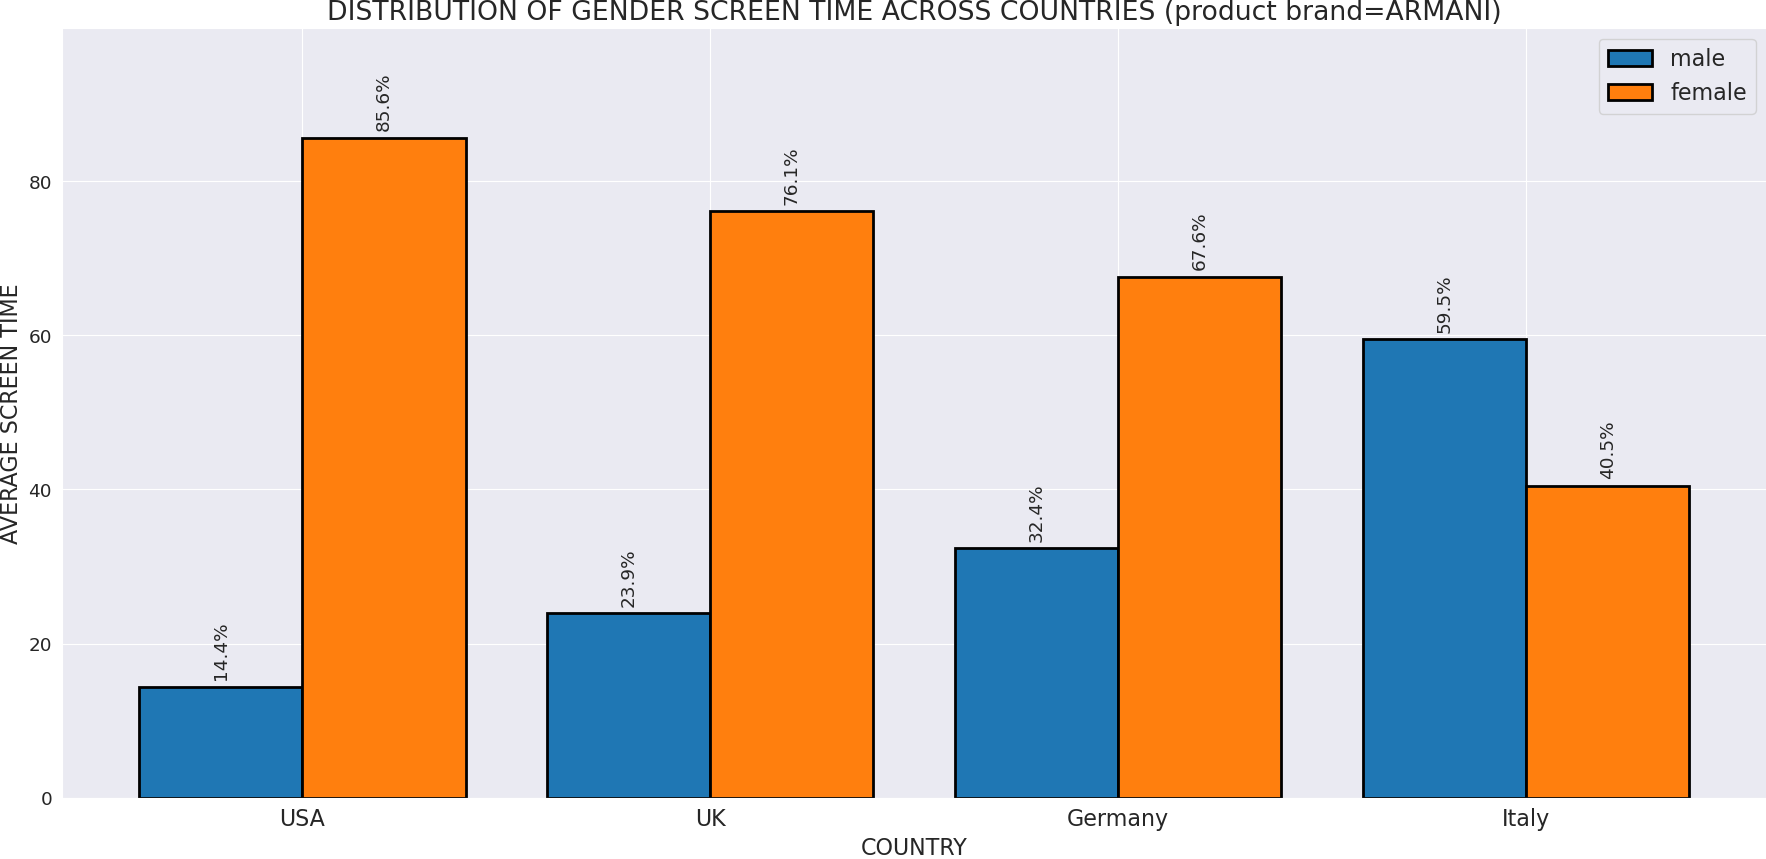 DISTRIBUTION OF GENDER SCREEN TIME ACROSS COUNTRIES (product brand=ARMANI)
male
female
AVERAGE SCREEN TIME
80
60
40
20
0
14.4%
85.6%
23.9%
76.1%
32.4%
67.6%
59.5%
40.5%
USA
UK
Germany
Italy
COUNTRY